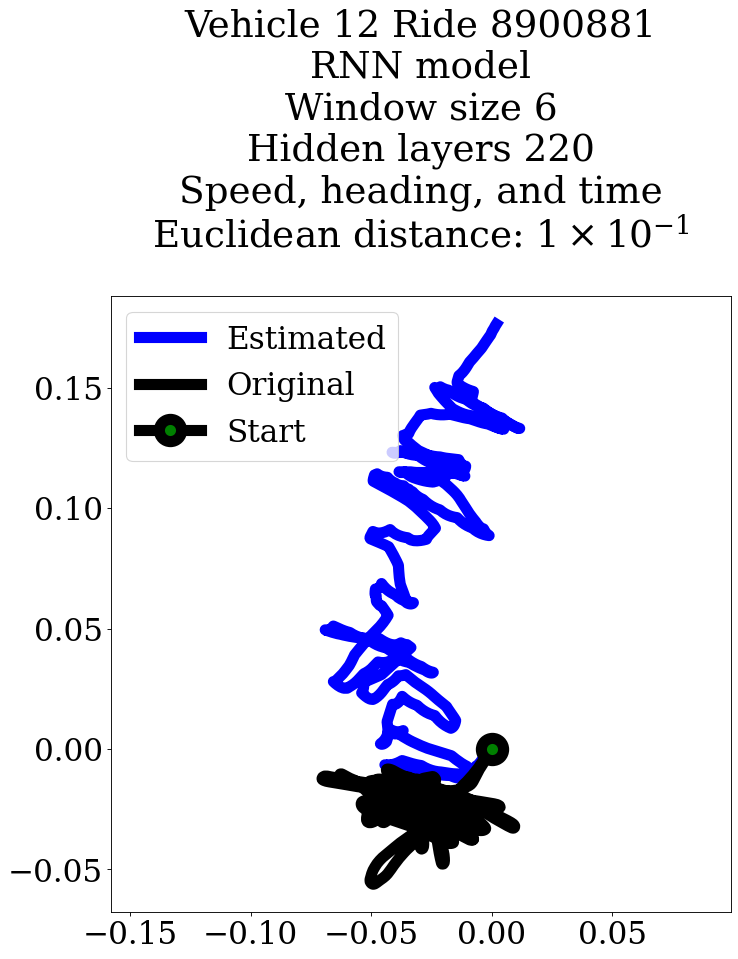 Vehicle 12 Ride 8900881
RNN model
Window size 6
Hidden layers 220
Speed, heading, and time
Euclidean distance: 1 × 10⁻¹
Estimated
Original
Start
0.15
0.10
0.05
0.00
−0.05
−0.15 −0.10 −0.05 0.00 0.05